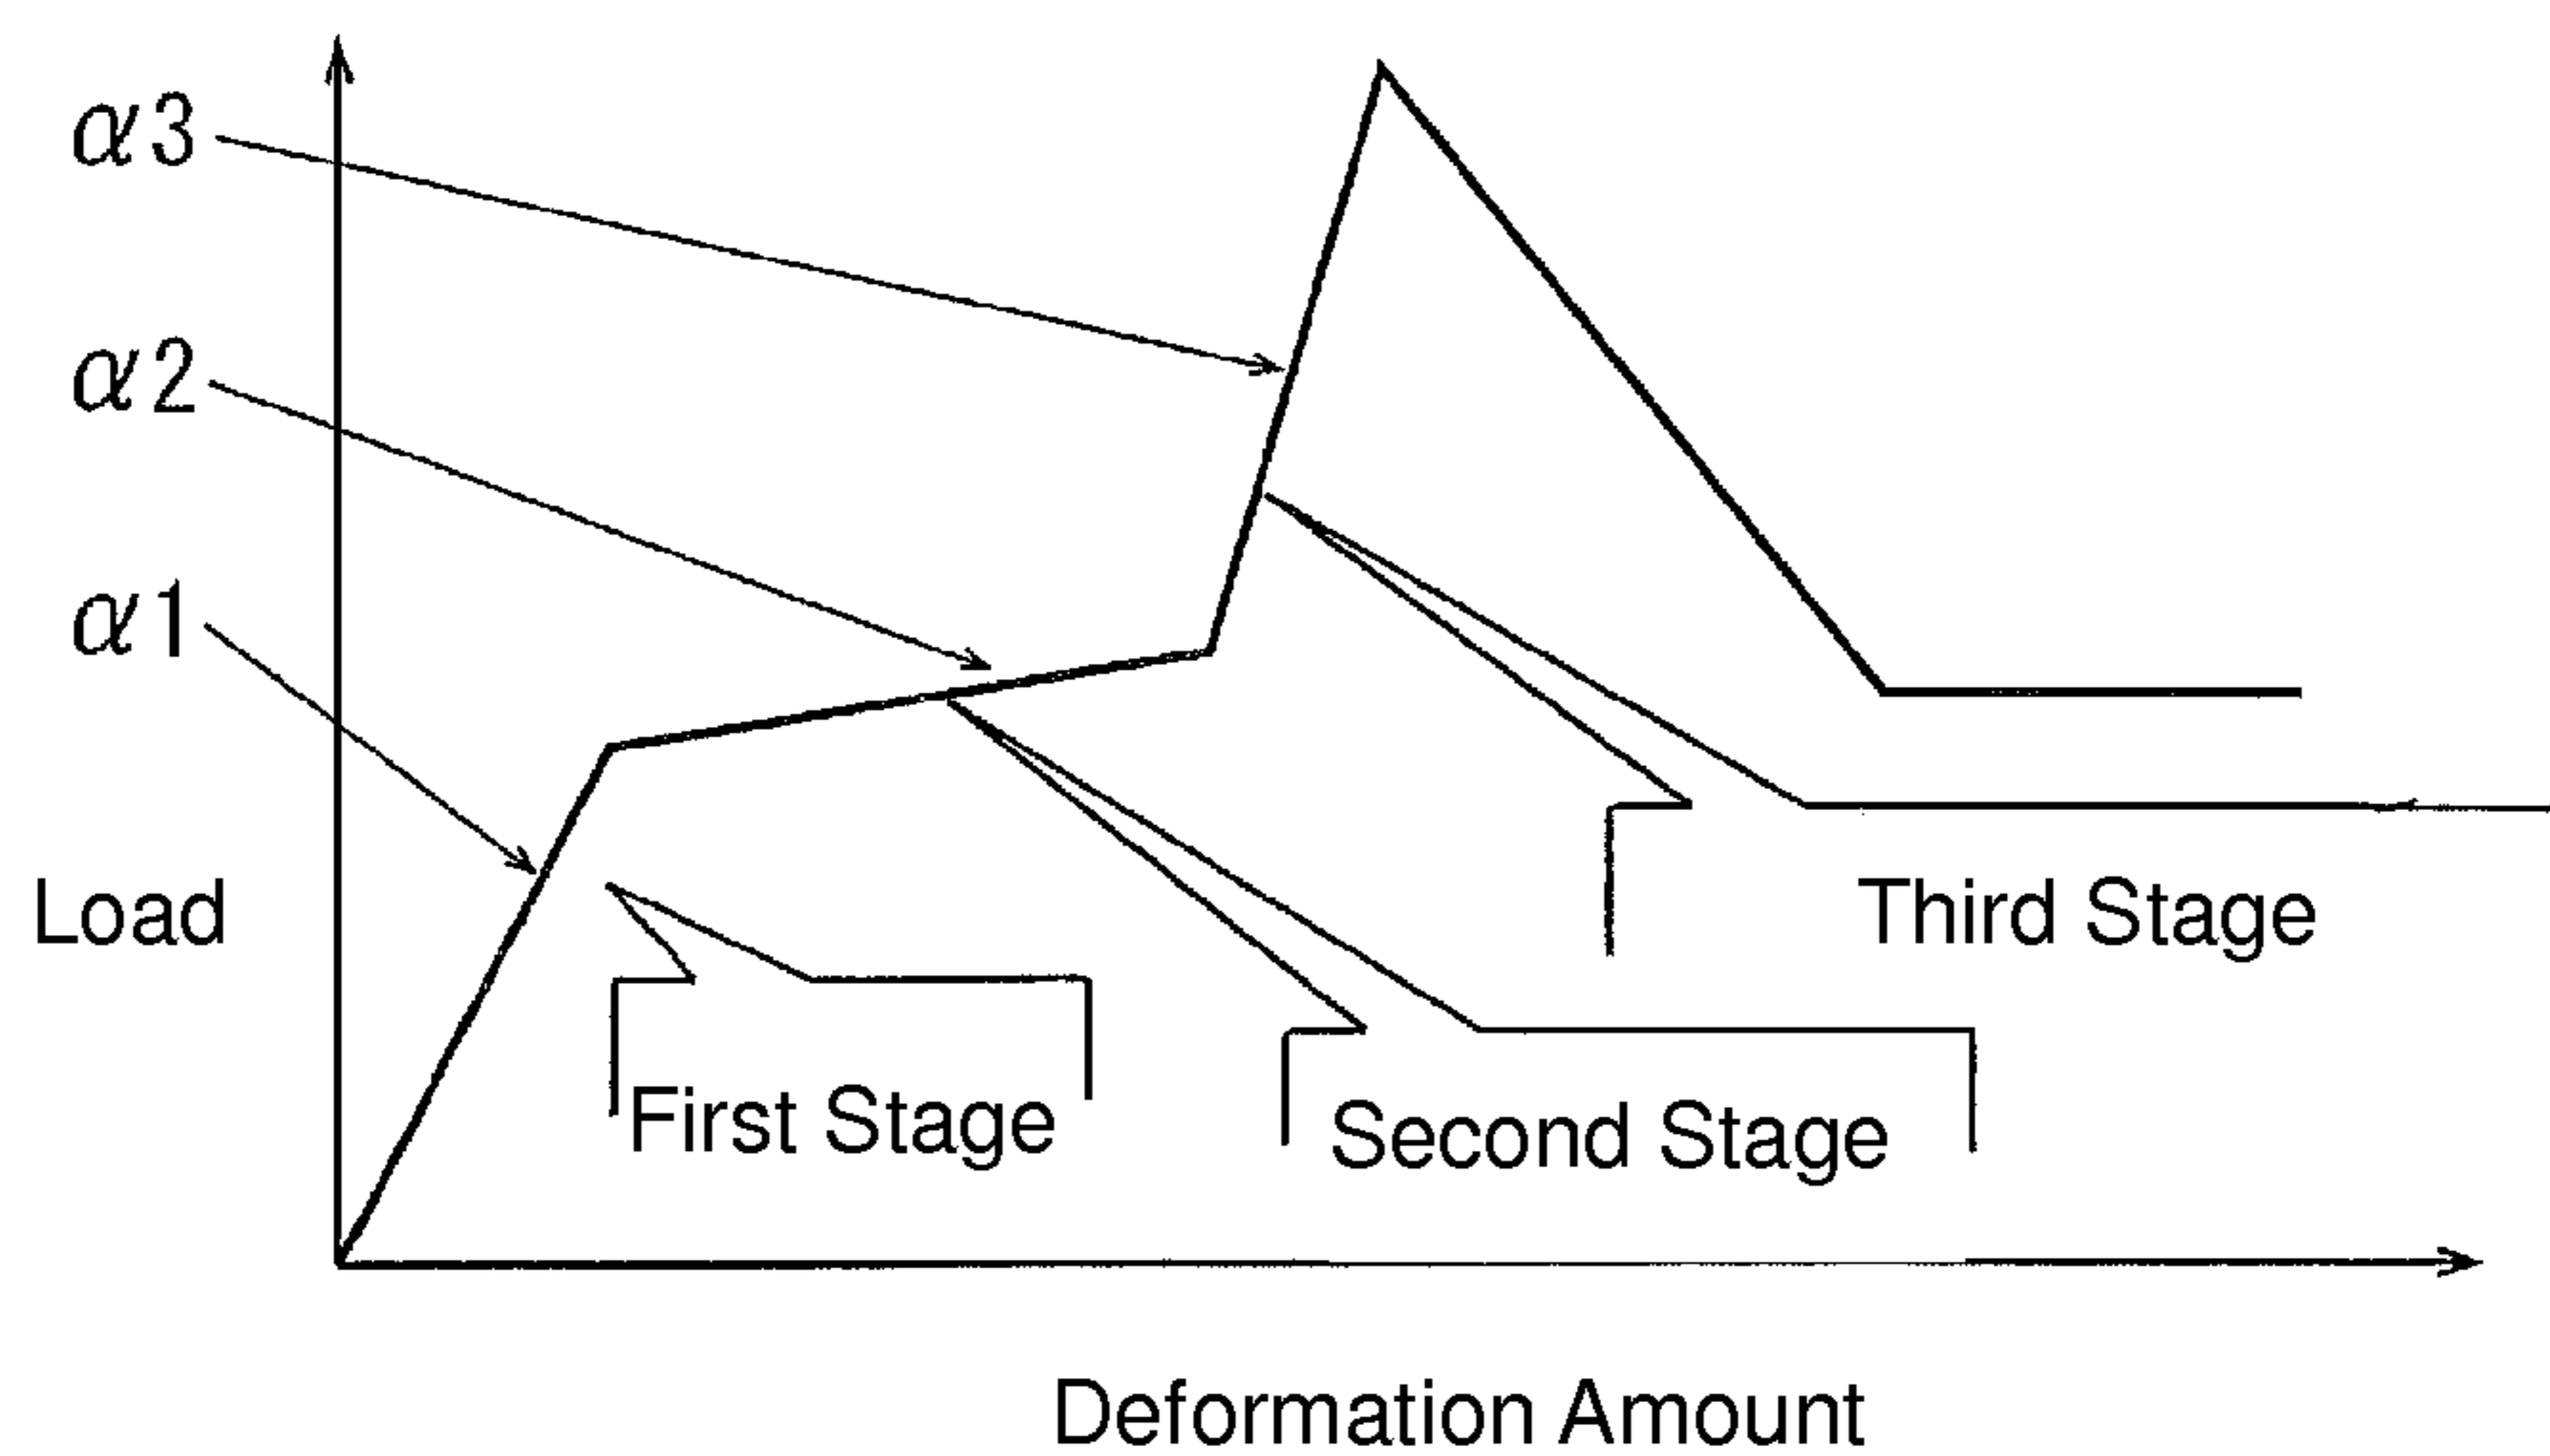 α3
α2
α1
Load
Third Stage
First Stage
Second Stage
Deformation Amount